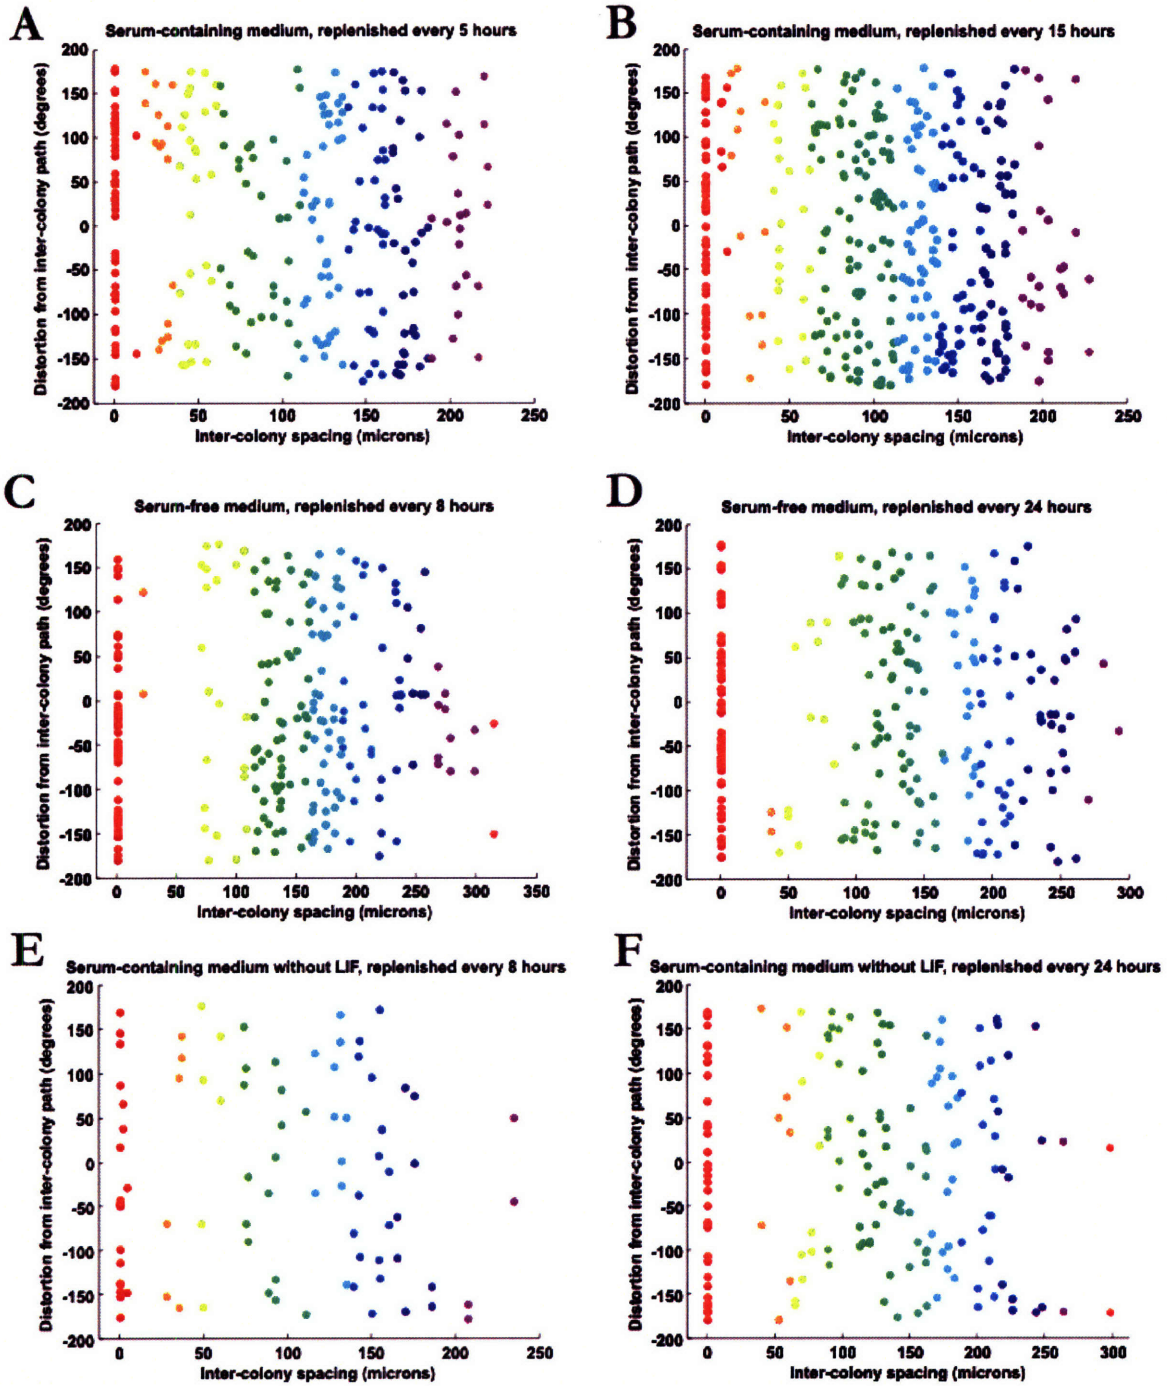 A
Serum-containing medium, replenished every 5 hours
Distortion from inter-colony path (degrees)
200
150
100
50
0
-50
-100
-150
-200
0 50 100 150 200 250
Inter-colony spacing (microns)
B
Serum-containing medium, replenished every 15 hours
Distortion from inter-colony path (degrees)
200
150
100
50
0
-50
-100
-150
-200
0 50 100 150 200 250
Inter-colony spacing (microns)
C
Serum-free medium, replenished every 8 hours
Distortion from inter-colony path (degrees)
200
150
100
50
0
-50
-100
-150
-200
0 50 100 150 200 250 300 350
Inter-colony spacing (microns)
D
Serum-free medium, replenished every 24 hours
Distortion from inter-colony path (degrees)
200
150
100
50
0
-50
-100
-150
-200
0 50 100 150 200 250 300
Inter-colony spacing (microns)
E
Serum-containing medium without LIF, replenished every 8 hours
Distortion from inter-colony path (degrees)
200
150
100
50
0
-50
-100
-150
-200
0 50 100 150 200 250
Inter-colony spacing (microns)
F
Serum-containing medium without LIF, replenished every 24 hours
Distortion from inter-colony path (degrees)
200
150
100
50
0
-50
-100
-150
-200
0 50 100 150 200 250 300
Inter-colony spacing (microns)